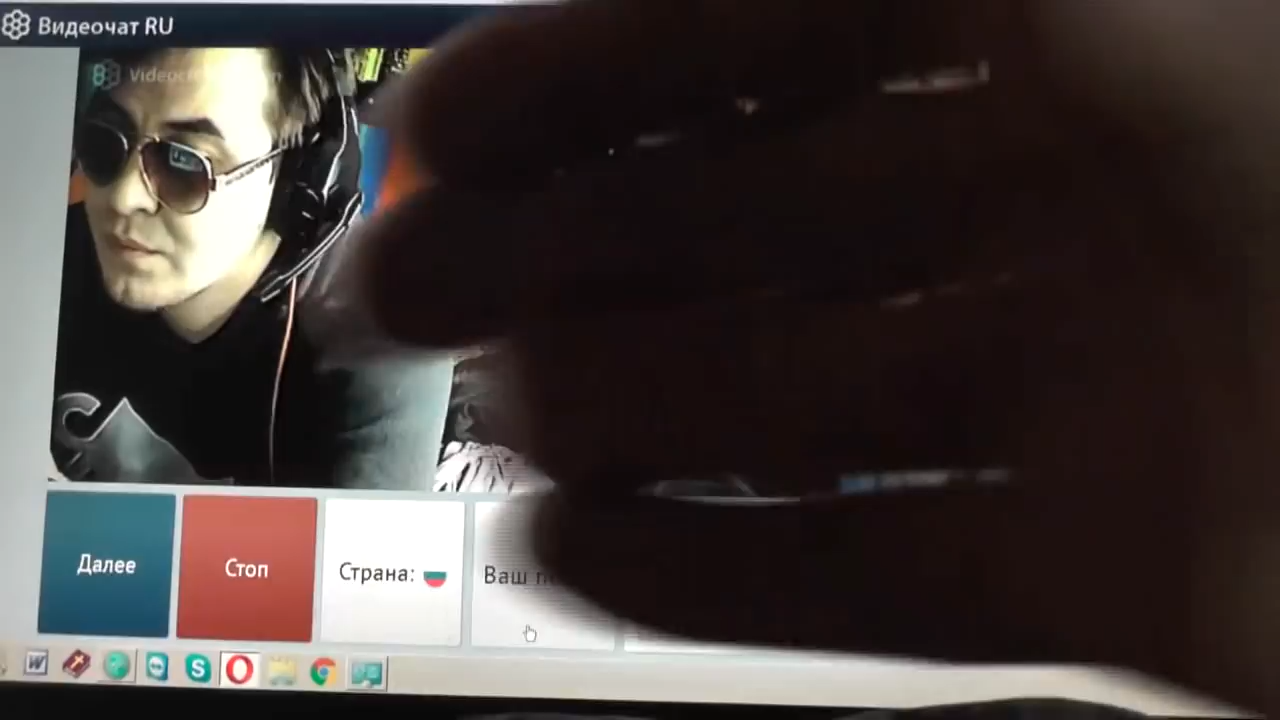 Видеочат RU
Далее
Стоп
Страна:
Ваш
W
S